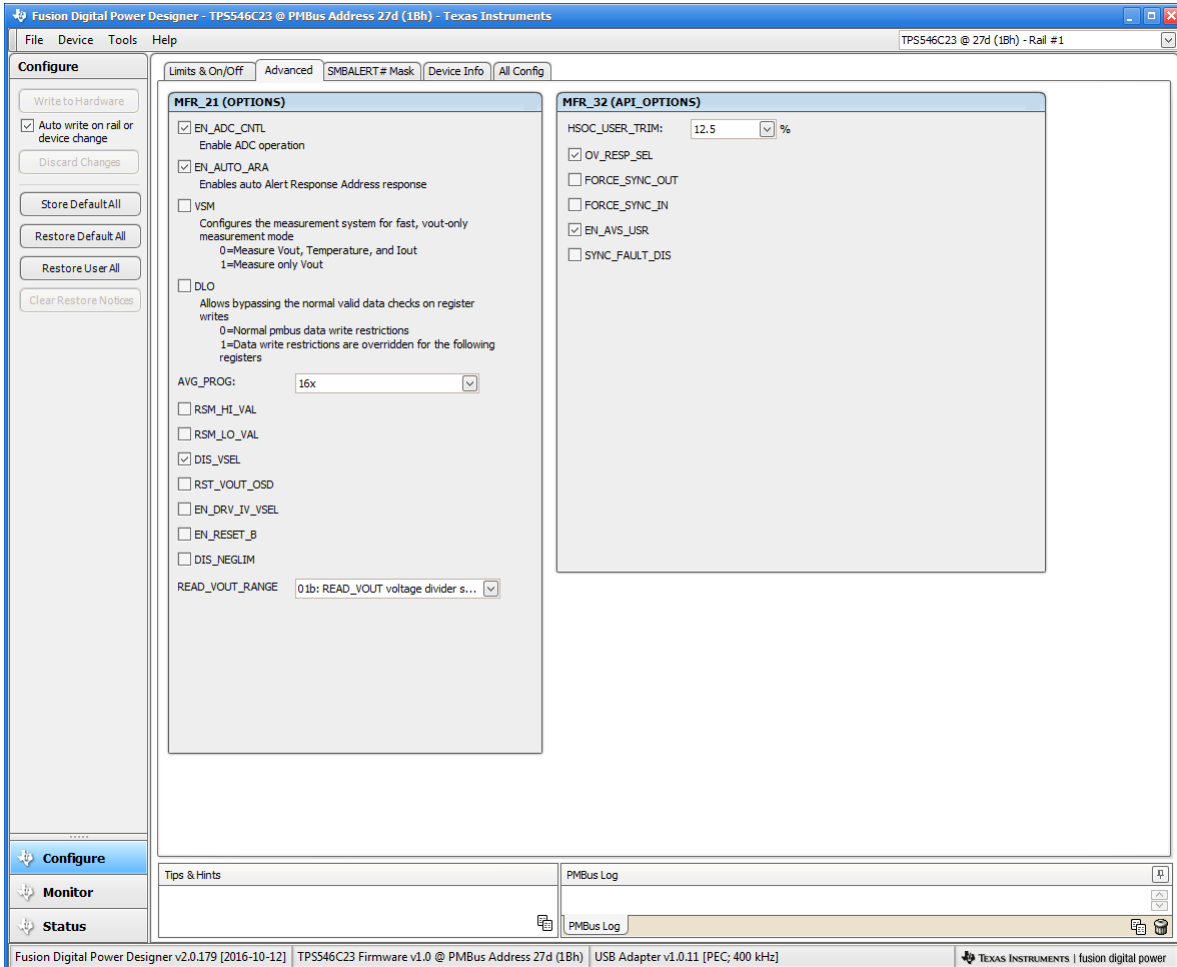 Fusion Digital Power Designer - TPS546C23 @ PMBus Address 27d (1Bh) - Texas Instruments
File Device Tools Help
TPS546C23 @ 27d (1Bh) - Rail #1
Configure
Write to Hardware
Auto write on rail or
device change
Discard Changes
Store Default All
Restore Default All
Restore User All
Clear Restore Notices
Limits & On/Off Advanced SMBALERT# Mask Device Info All Config
MFR_21 (OPTIONS)
EN_ADC_CNTL
Enable ADC operation
EN_AUTO_ARA
Enables auto Alert Response Address response
VSM
Configures the measurement system for fast, vout-only
measurement mode
0=Measure Vout, Temperature, and Iout
1=Measure only Vout
DLO
Allows bypassing the normal valid data checks on register
writes
0=Normal pmbus data write restrictions
1=Data write restrictions are overridden for the following
registers
AVG_PROG: 16x
RSM_HI_VAL
RSM_LO_VAL
DIS_VSEL
RST_VOUT_OSD
EN_DRV_IV_VSEL
EN_RESET_B
DIS_NEGLIM
READ_VOUT_RANGE 01b: READ_VOUT voltage divider s...
MFR_32 (API_OPTIONS)
HSOC_USER_TRIM: 12.5 %
OV_RESP_SEL
FORCE_SYNC_OUT
FORCE_SYNC_IN
EN_AVS_USR
SYNC_FAULT_DIS
Configure
Monitor
Status
Tips & Hints
PMBus Log
PMBus Log
Fusion Digital Power Designer v2.0.179 [2016-10-12] TPS546C23 Firmware v1.0 @ PMBus Address 27d (1Bh) USB Adapter v1.0.11 [PEC; 400 kHz] TEXAS INSTRUMENTS | fusion digital power